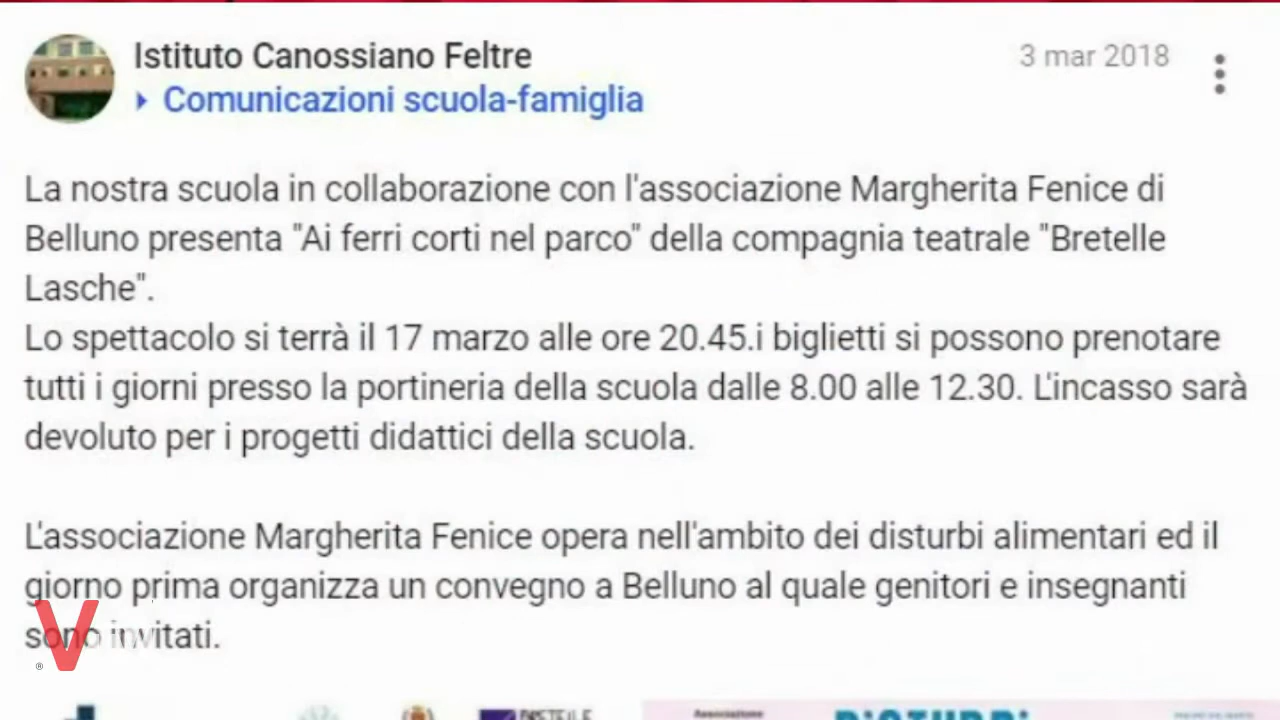 Istituto Canossiano Feltre
3 mar 2018
Comunicazioni scuola-famiglia
La nostra scuola in collaborazione con l'associazione Margherita Fenice di
Belluno presenta "Ai ferri corti nel parco" della compagnia teatrale "Bretelle
Lasche".
Lo spettacolo si terrà il 17 marzo alle ore 20.45.i biglietti si possono prenotare
tutti i giorni presso la portineria della scuola dalle 8.00 alle 12.30. L'incasso sarà
devoluto per i progetti didattici della scuola.
L'associazione Margherita Fenice opera nell'ambito dei disturbi alimentari ed il
giorno prima organizza un convegno a Belluno al quale genitori e insegnanti
sono invitati.
V
®
Associazione